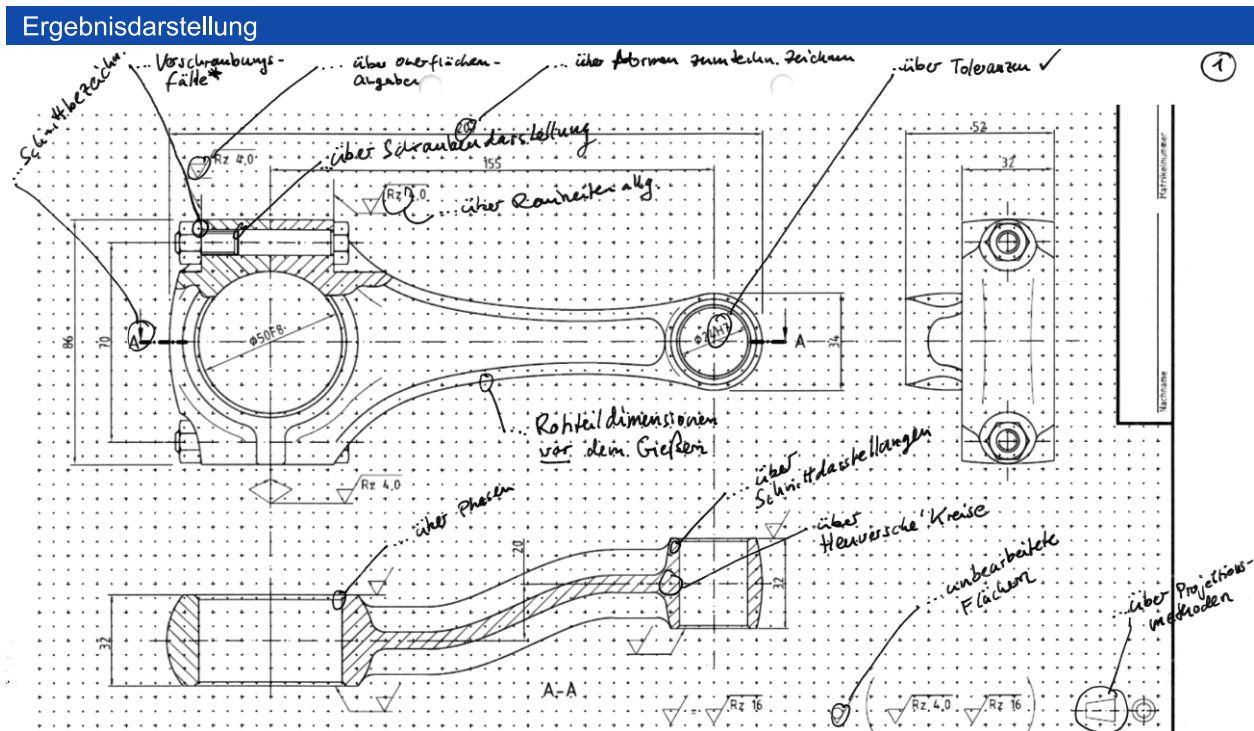 Ergebnisdarstellung
... Schnittbezeichn.
... Verschraubungs-
fälle*
... über Oberflächen-
angaben
... über Normen zum techn. Zeichnen
... über Toleranzen ✓
1
Rz 4,0
... über Schraubendarstellung
155
Rz
... über Rauheiten allg.
52
32
Matrikelnummer
Nachname
86
70
A
Ø50F8
Ø24H7
A
34
... Rohteildimensionen
vor dem Gießen
Rz 4,0
... über Phasen
... über
Schnittdarstellungen
... über
Heuversche' Kreise
... unbearbeitete
Flächen
... über Projektions-
methoden
32
20
32
A-A
= Rz 16
( Rz 4,0 Rz 16